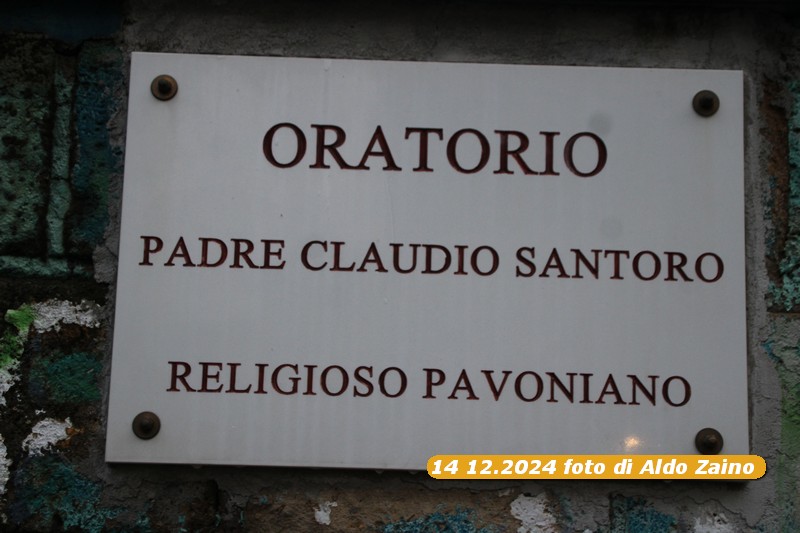 ORATORIO
PADRE CLAUDIO SANTORO
RELIGIOSO PAVONIANO
14 12.2024 foto di Aldo Zaino